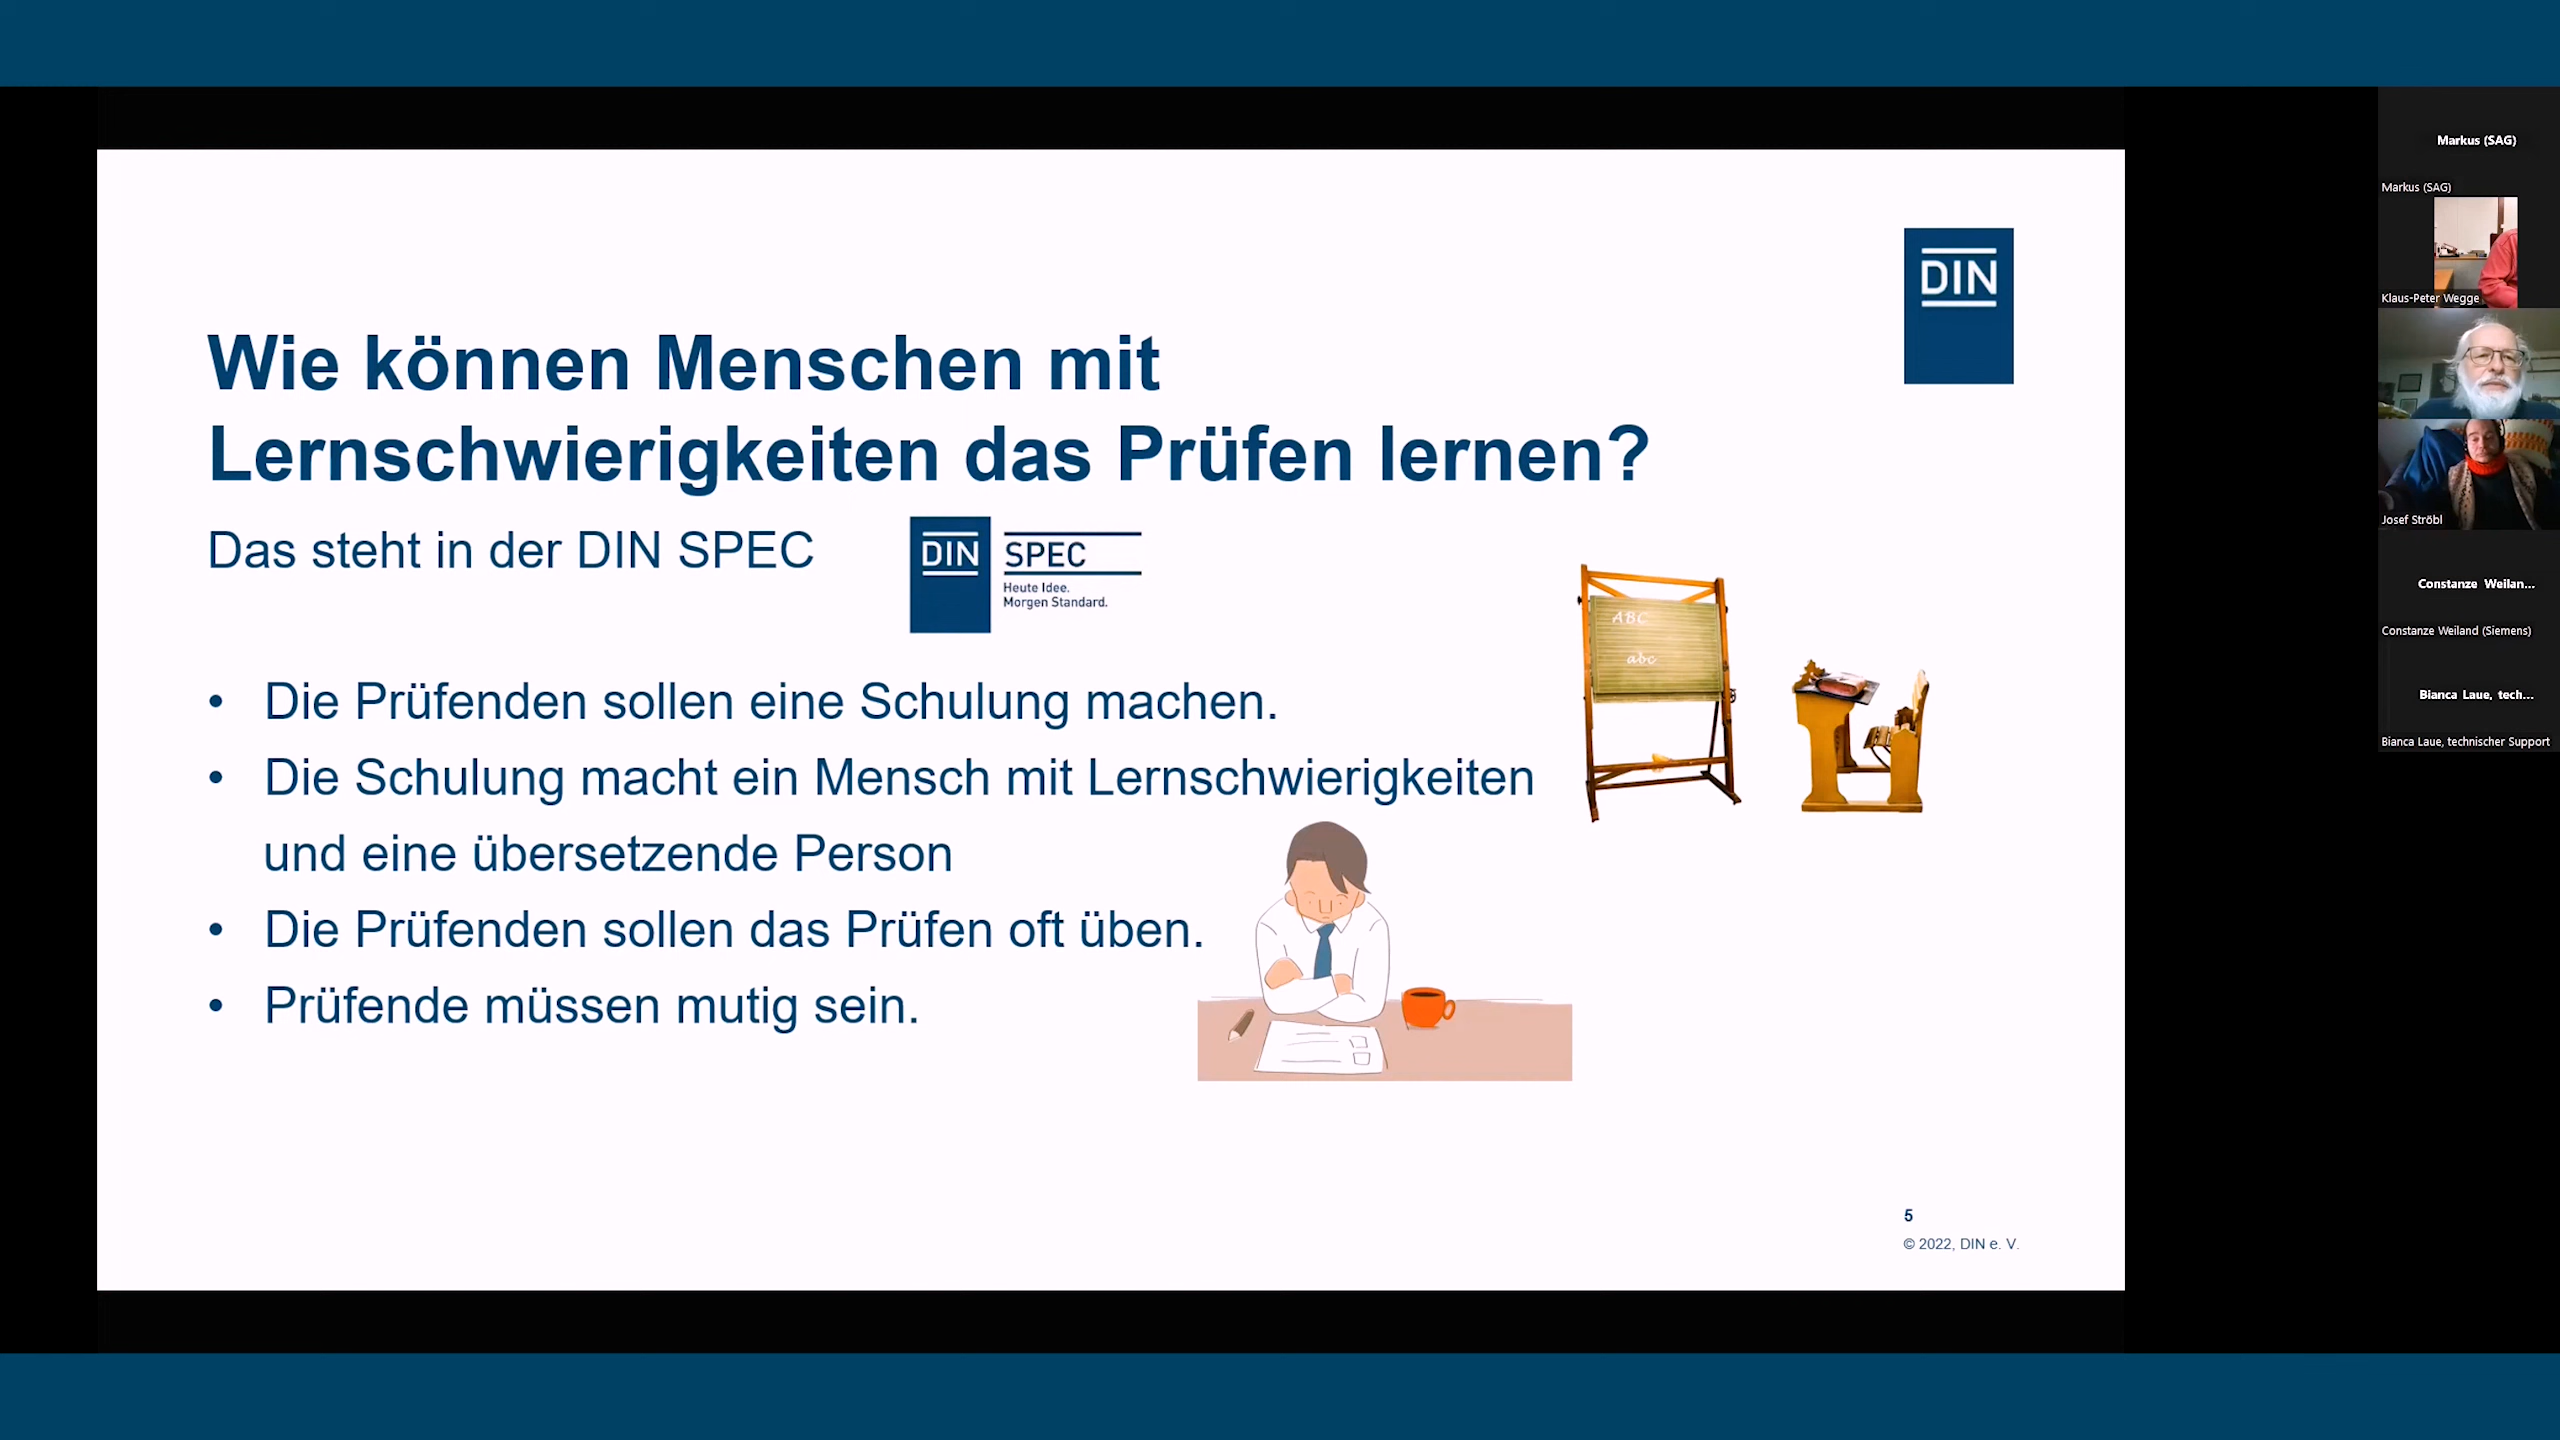 DIN
Wie können Menschen mit
Lernschwierigkeiten das Prüfen lernen?
Das steht in der DIN SPEC
DIN SPEC
Heute Idee.
Morgen Standard.
ABC
abc
• Die Prüfenden sollen eine Schulung machen.
• Die Schulung macht ein Mensch mit Lernschwierigkeiten
und eine übersetzende Person
• Die Prüfenden sollen das Prüfen oft üben.
• Prüfende müssen mutig sein.
5
© 2022, DIN e. V.
Markus (SAG)
Markus (SAG)
Klaus-Peter Wegge
Josef Ströbl
Constanze Weilan...
Constanze Weiland (Siemens)
Bianca Laue, tech...
Bianca Laue, technischer Support